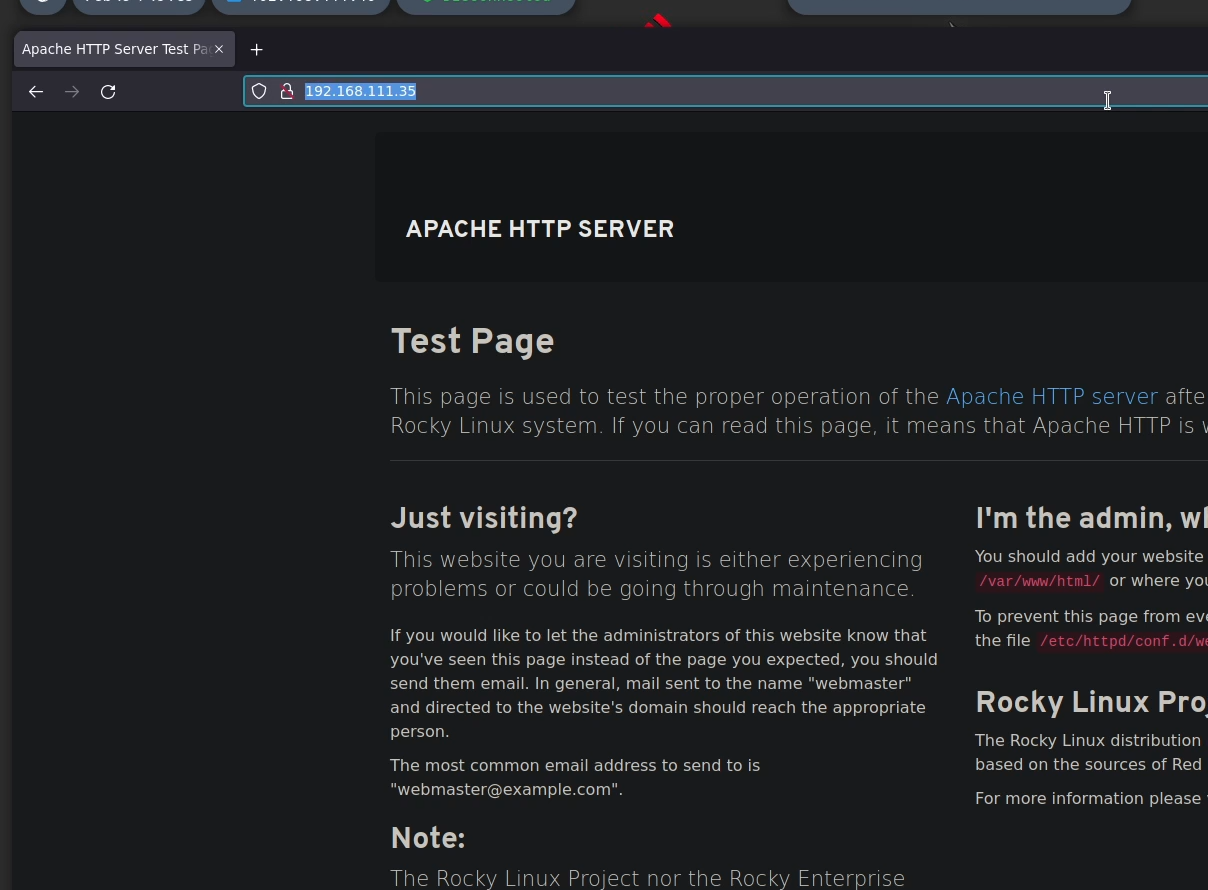 Apache HTTP Server Test Pa
192.168.111.35
APACHE HTTP SERVER
Test Page
This page is used to test the proper operation of the Apache HTTP server afte
Rocky Linux system. If you can read this page, it means that Apache HTTP is w
Just visiting?
This website you are visiting is either experiencing
problems or could be going through maintenance.
If you would like to let the administrators of this website know that
you've seen this page instead of the page you expected, you should
send them email. In general, mail sent to the name "webmaster"
and directed to the website's domain should reach the appropriate
person.
The most common email address to send to is
"webmaster@example.com".
Note:
The Rocky Linux Project nor the Rocky Enterprise
I'm the admin, wh
You should add your website
/var/www/html/ or where you
To prevent this page from eve
the file /etc/httpd/conf.d/we
Rocky Linux Proj
The Rocky Linux distribution
based on the sources of Red
For more information please